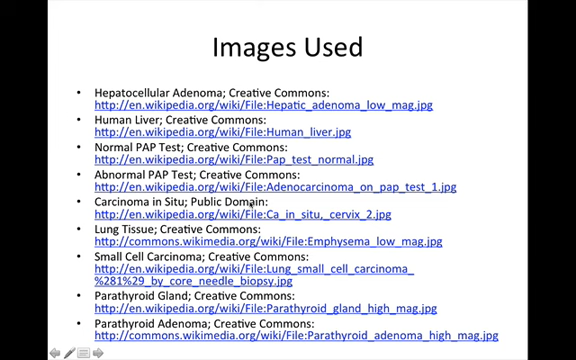 Images Used
• Hepatocellular Adenoma; Creative Commons:
http://en.wikipedia.org/wiki/File:Hepatic_adenoma_low_mag.jpg
• Human Liver; Creative Commons:
http://en.wikipedia.org/wiki/File:Human_liver.jpg
• Normal PAP Test; Creative Commons:
http://en.wikipedia.org/wiki/File:Pap_test_normal.jpg
• Abnormal PAP Test; Creative Commons:
http://en.wikipedia.org/wiki/File:Adenocarcinoma_on_pap_test_1.jpg
• Carcinoma in Situ; Public Domain:
http://en.wikipedia.org/wiki/File:Ca_in_situ,_cervix_2.jpg
• Lung Tissue; Creative Commons:
http://commons.wikimedia.org/wiki/File:Emphysema_low_mag.jpg
• Small Cell Carcinoma; Creative Commons:
http://en.wikipedia.org/wiki/File:Lung_small_cell_carcinoma_
%281%29_by_core_needle_biopsy.jpg
• Parathyroid Gland; Creative Commons:
http://en.wikipedia.org/wiki/File:Parathyroid_gland_high_mag.jpg
• Parathyroid Adenoma; Creative Commons:
http://commons.wikimedia.org/wiki/File:Parathyroid_adenoma_high_mag.jpg